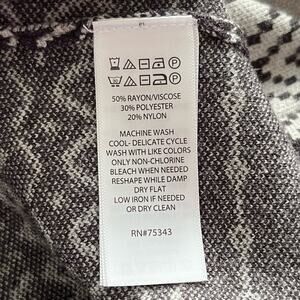 50% RAYON/VISCOSE
30% POLYESTER
20% NYLON
MACHINE WASH
COOL- DELICATE CYCLE
WASH WITH LIKE COLORS
ONLY NON-CHLORINE
BLEACH WHEN NEEDED
RESHAPE WHILE DAMP
DRY FLAT
LOW IRON IF NEEDED
OR DRY CLEAN
RN#75343